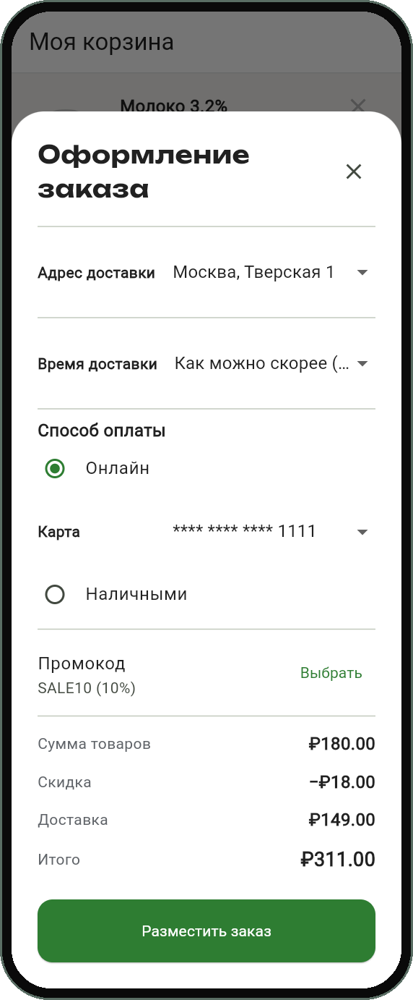 Моя корзина
Молоко 3.2%
Оформление
заказа
Адрес доставки Москва, Тверская 1
Время доставки Как можно скорее (...
Способ оплаты
Онлайн
Карта **** **** **** 1111
Наличными
Промокод
SALE10 (10%)
Выбрать
Сумма товаров ₽180.00
Скидка −₽18.00
Доставка ₽149.00
Итого ₽311.00
Разместить заказ